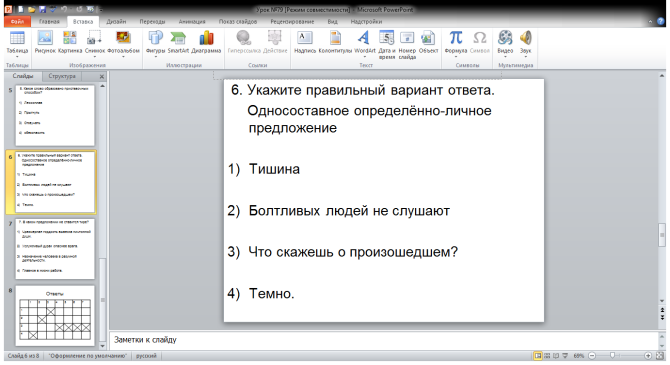 Урок №79 [Режим совместимости] - Microsoft PowerPoint
Файл Главная Вставка Дизайн Переходы Анимация Показ слайдов Рецензирование Вид Надстройки
Таблица Рисунок Картинка Снимок Фотоальбом Фигуры SmartArt Диаграмма Гиперссылка Действие Надпись Колонтитулы WordArt Дата и время Номер слайда Объект Формула Символ Видео Звук
Таблицы Изображения Иллюстрации Ссылки Текст Символы Мультимедиа
Слайды Структура
5
6
7
8
Ответы
6. Укажите правильный вариант ответа.
Односоставное определённо-личное
предложение
1) Тишина
2) Болтливых людей не слушают
3) Что скажешь о произошедшем?
4) Темно.
Заметки к слайду
Слайд 6 из 8 "Оформление по умолчанию" русский 69%